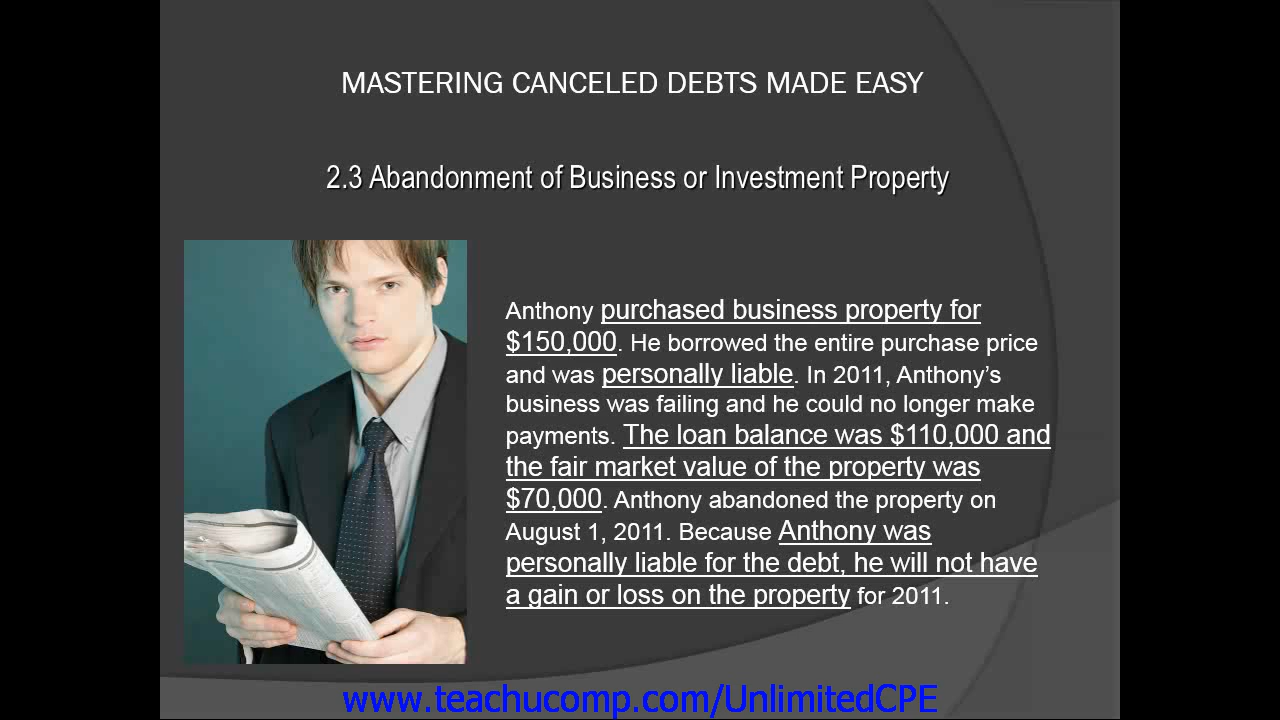 MASTERING CANCELED DEBTS MADE EASY
2.3 Abandonment of Business or Investment Property
Anthony purchased business property for
$150,000. He borrowed the entire purchase price
and was personally liable. In 2011, Anthony’s
business was failing and he could no longer make
payments. The loan balance was $110,000 and
the fair market value of the property was
$70,000. Anthony abandoned the property on
August 1, 2011. Because Anthony was
personally liable for the debt, he will not have
a gain or loss on the property for 2011.
www.teachucomp.com/UnlimitedCPE